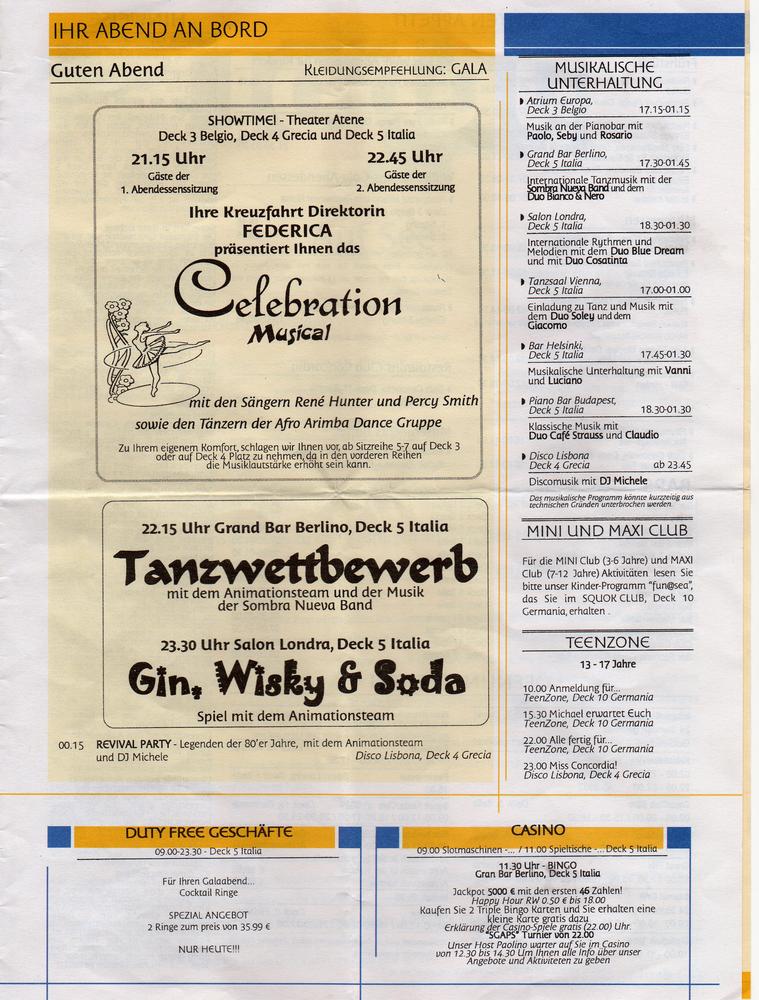 IHR ABEND AN BORD
Guten Abend
KLEIDUNGSEMPFEHLUNG: GALA
SHOWTIME! - Theater Atene
Deck 3 Belgio, Deck 4 Grecia und Deck 5 Italia
21.15 Uhr 22.45 Uhr
Gäste der Gäste der
1. Abendessenssitzung 2. Abendessenssitzung
Ihre Kreuzfahrt Direktorin
FEDERICA
präsentiert Ihnen das
Celebration
Musical
mit den Sängern René Hunter und Percy Smith
sowie den Tänzern der Afro Arimba Dance Gruppe
Zu Ihrem eigenem Komfort, schlagen wir Ihnen vor, ab Sitzreihe 5-7 auf Deck 3
oder auf Deck 4 Platz zu nehmen, da in den vorderen Reihen
die Musiklautstärke erhöht sein kann.
22.15 Uhr Grand Bar Berlino, Deck 5 Italia
Tanzwettbewerb
mit dem Animationsteam und der Musik
der Sombra Nueva Band
23.30 Uhr Salon Londra, Deck 5 Italia
Gin, Wisky & Soda
Spiel mit dem Animationsteam
00.15 REVIVAL PARTY - Legenden der 80'er Jahre, mit dem Animationsteam
und DJ Michele Disco Lisbona, Deck 4 Grecia
MUSIKALISCHE
UNTERHALTUNG
Atrium Europa,
Deck 3 Belgio 17.15-01.15
Musik an der Pianobar mit
Paolo, Seby und Rosario
Grand Bar Berlino,
Deck 5 Italia 17.30-01.45
Internationale Tanzmusik mit der
Sombra Nueva Band und dem
Duo Bianco & Nero
Salon Londra,
Deck 5 Italia 18.30-01.30
Internationale Rythmen und
Melodien mit dem Duo Blue Dream
und mit Duo Cosatinta
Tanzsaal Vienna,
Deck 5 Italia 17.00-01.00
Einladung zu Tanz und Musik mit
dem Duo Soley und dem
Giacomo
Bar Helsinki,
Deck 5 Italia 17.45-01.30
Musikalische Unterhaltung mit Vanni
und Luciano
Piano Bar Budapest,
Deck 5 Italia 18.30-01.30
Klassische Musik mit
Duo Café Strauss und Claudio
Disco Lisbona
Deck 4 Grecia ab 23.45
Discomusik mit DJ Michele
Das musikalische Programm könnte kurzzeitig aus
technischen Gründen unterbrochen werden.
MINI UND MAXI CLUB
Für die MINI Club (3-6 Jahre) und MAXI
Club (7-12 Jahre) Aktivitäten lesen Sie
bitte unser Kinder-Programm "fun@sea",
das Sie im SQUOK CLUB, Deck 10
Germania, erhalten .
TEENZONE
13 - 17 Jahre
10.00 Anmeldung für...
TeenZone, Deck 10 Germania
15.30 Michael erwartet Euch
TeenZone, Deck 10 Germania
22.00 Alle fertig für...
TeenZone, Deck 10 Germania
23.00 Miss Concordia!
Disco Lisbona, Deck 4 Grecia
DUTY FREE GESCHÄFTE
09.00-23.30 - Deck 5 Italia
Für Ihren Galaabend...
Cocktail Ringe
SPEZIAL ANGEBOT
2 Ringe zum preis von 35.99 €
NUR HEUTE!!!
CASINO
09.00 Slotmaschinen -... / 11.00 Spieltische -... Deck 5 Italia
11.30 Uhr - BINGO
Gran Bar Berlino, Deck 5 Italia
Jackpot 5000 € mit den ersten 46 Zahlen!
Happy Hour RW 0.50 € bis 18.00
Kaufen Sie 2 Triple Bingo Karten und Sie erhalten eine
kleine Karte gratis dazu
Erklärung der Casino-Spiele gratis (22.00) Uhr.
"SGAPS" Turnier von 22.00
Unser Host Paolino warter auf Sie im Casino
von 12.30 bis 14.30 Um Ihnen alle Info über unser
Angebote und Aktiviteten zu geben